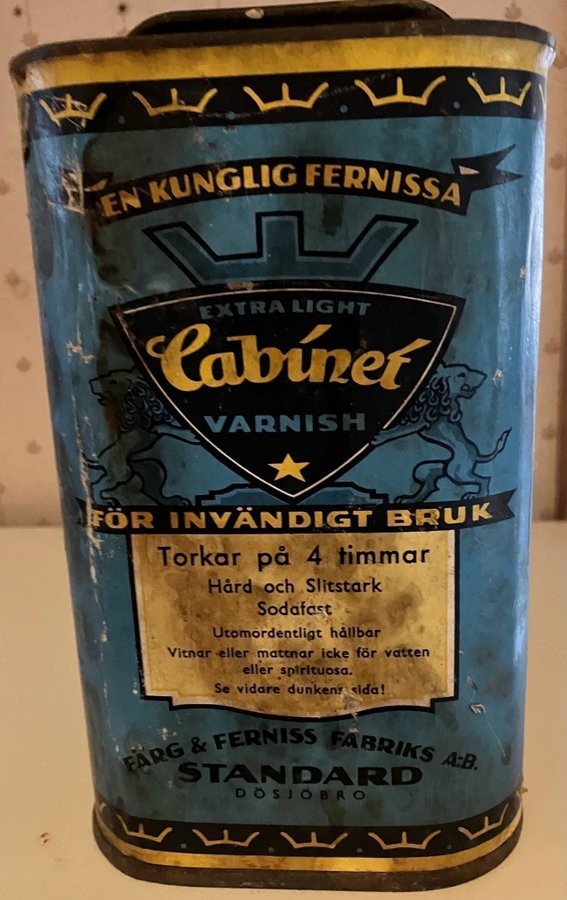 EN KUNGLIG FERNISSA
EXTRA LIGHT
Cabinet
VARNISH
FÖR INVÄNDIGT BRUK
Torkar på 4 timmar
Hård och Slitstark
Sodafast
Utomordentligt hållbar
Vitnar eller mattnar icke för vatten
eller spirituosa.
Se vidare dunkens sida!
FÄRG & FERNISS FABRIKS A.B.
STANDARD
DÖSJÖBRO